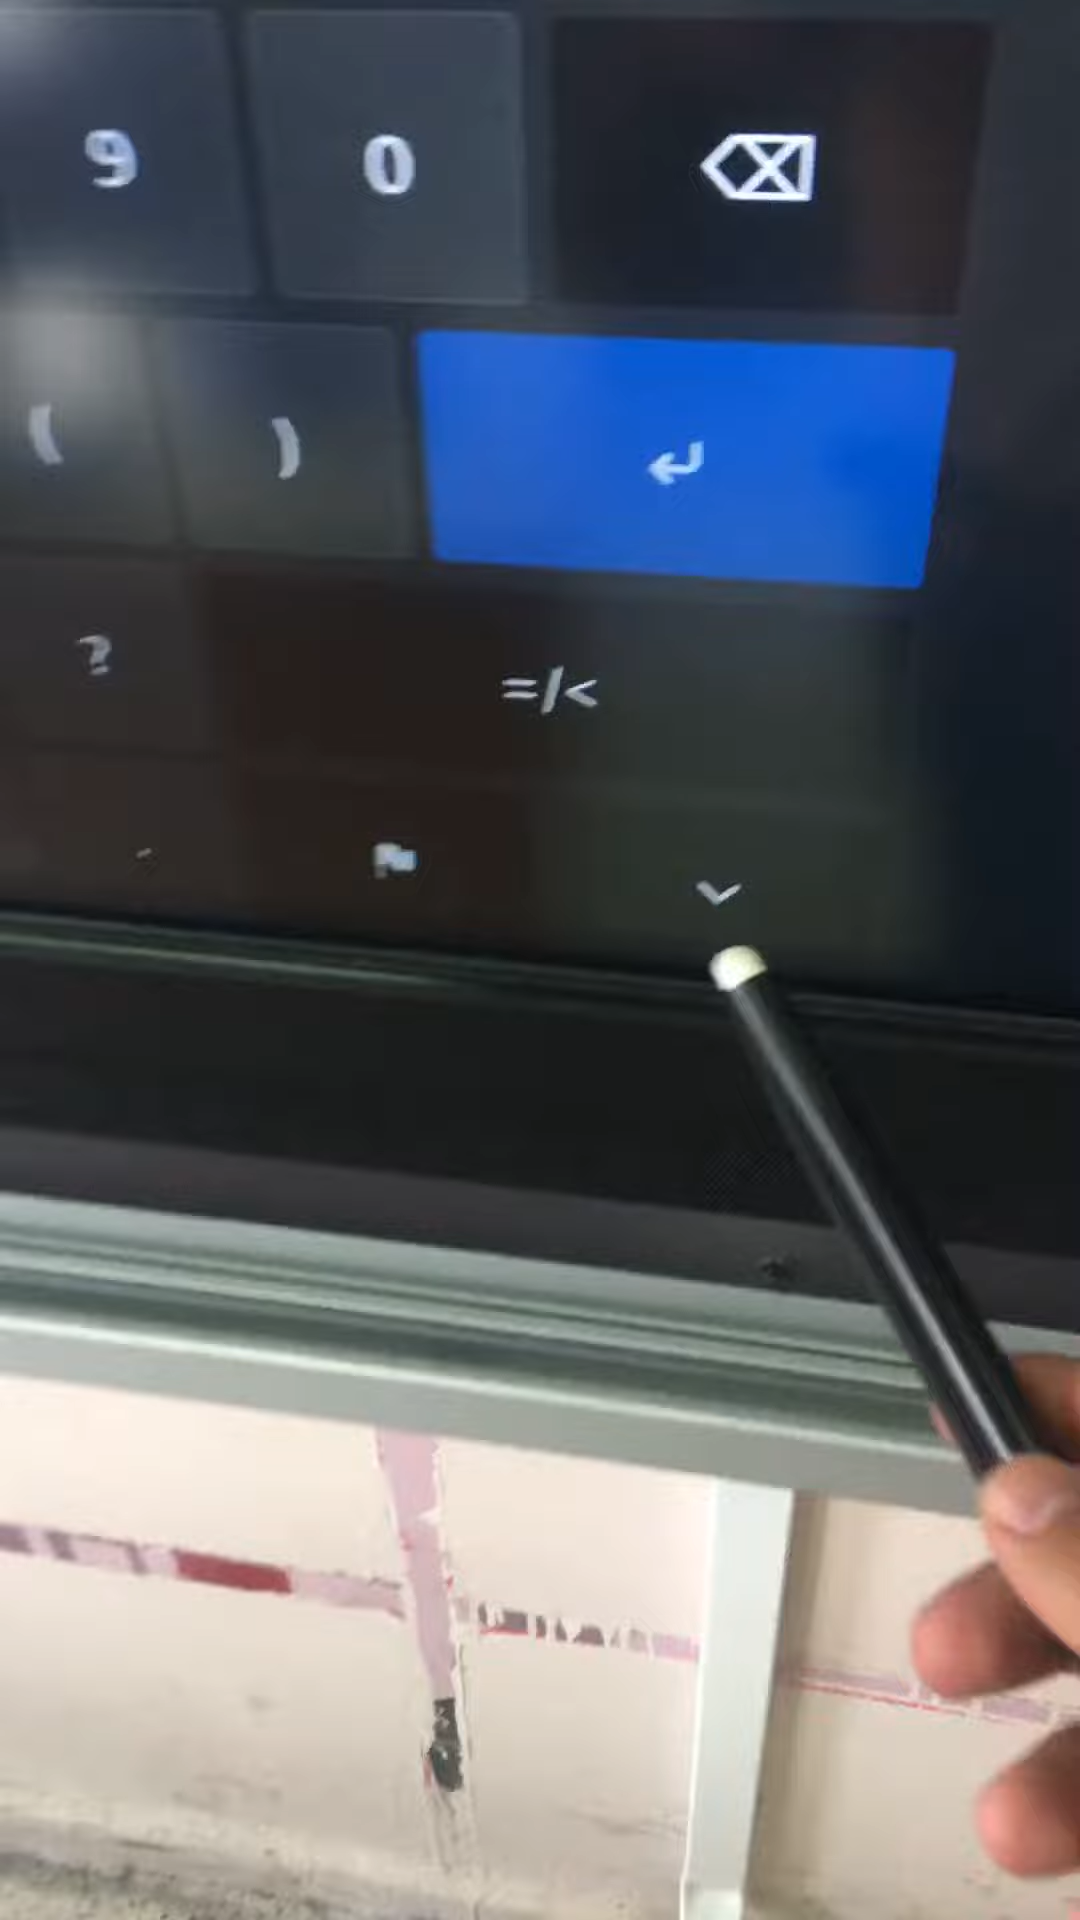 9 0
( )
? =/<